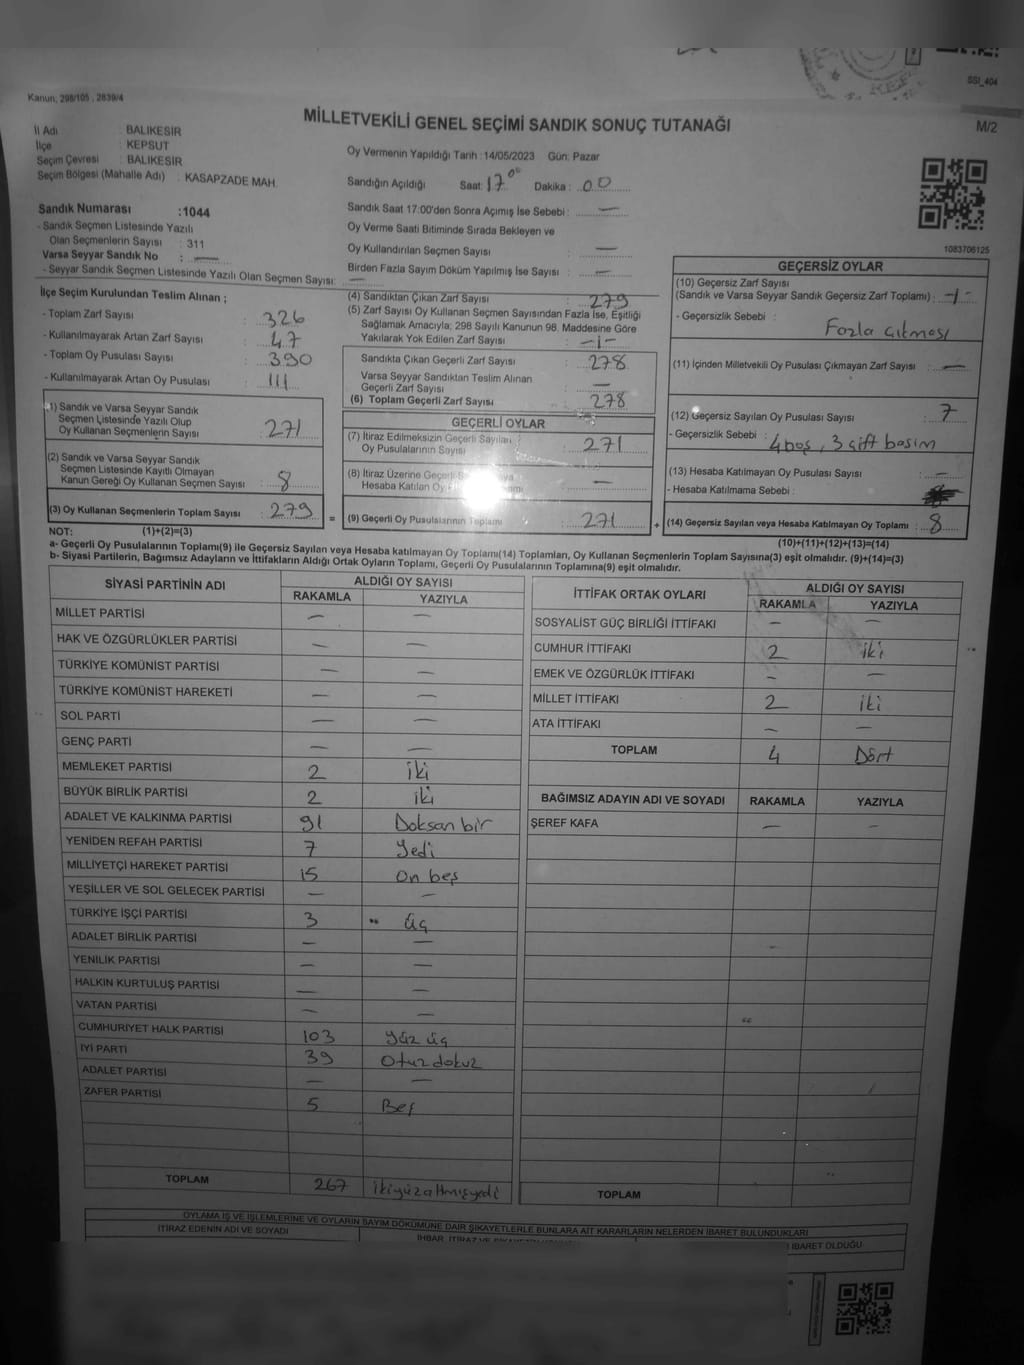 SSI_404
Kanun, 298/105 , 2839/4
MİLLETVEKİLİ GENEL SEÇİMİ SANDIK SONUÇ TUTANAĞI
M/2
İl Adı : BALIKESİR
İlçe : KEPSUT
Seçim Çevresi : BALIKESİR
Seçim Bölgesi (Mahalle Adı) : KASAPZADE MAH.
Sandık Numarası :1044
- Sandık Seçmen Listesinde Yazılı
Olan Seçmenlerin Sayısı : 311
Varsa Seyyar Sandık No : —
- Seyyar Sandık Seçmen Listesinde Yazılı Olan Seçmen Sayısı: —
Oy Vermenin Yapıldığı Tarih :14/05/2023 Gün: Pazar
Sandığın Açıldığı Saat: 17 00 Dakika : 00
Sandık Saat 17:00'den Sonra Açımış İse Sebebi : —
Oy Verme Saati Bitiminde Sırada Bekleyen ve
Oy Kullandırılan Seçmen Sayısı : —
Birden Fazla Sayım Döküm Yapılmış İse Sayısı : —
1083706125
İlçe Seçim Kurulundan Teslim Alınan ;
- Toplam Zarf Sayısı : 326
- Kullanılmayarak Artan Zarf Sayısı : 47
- Toplam Oy Pusulası Sayısı : 390
- Kullanılmayarak Artan Oy Pusulası : 111
(1) Sandık ve Varsa Seyyar Sandık
Seçmen Listesinde Yazılı Olup
Oy Kullanan Seçmenlerin Sayısı : 271
(2) Sandık ve Varsa Seyyar Sandık
Seçmen Listesinde Kayıtlı Olmayan
Kanun Gereği Oy Kullanan Seçmen Sayısı : 8
(3) Oy Kullanan Seçmenlerin Toplam Sayısı : 279
(4) Sandıktan Çıkan Zarf Sayısı : 279
(5) Zarf Sayısı Oy Kullanan Seçmen Sayısından Fazla İse, Eşitliği
Sağlamak Amacıyla; 298 Sayılı Kanunun 98. Maddesine Göre
Yakılarak Yok Edilen Zarf Sayısı : -1-
Sandıkta Çıkan Geçerli Zarf Sayısı : 278
Varsa Seyyar Sandıktan Teslim Alınan
Geçerli Zarf Sayısı : —
(6) Toplam Geçerli Zarf Sayısı : 278
GEÇERLİ OYLAR
(7) İtiraz Edilmeksizin Geçerli Sayılan
Oy Pusulalarının Sayısı : 271
(8) İtiraz Üzerine Geçerli
Hesaba Katılan Oy : —
(9) Geçerli Oy Pusulalarının Toplamı : 271
GEÇERSİZ OYLAR
(10) Geçersiz Zarf Sayısı
(Sandık ve Varsa Seyyar Sandık Geçersiz Zarf Toplamı) : -1-
- Geçersizlik Sebebi : Fazla çıkması
(11) İçinden Milletvekili Oy Pusulası Çıkmayan Zarf Sayısı : —
(12) Geçersiz Sayılan Oy Pusulası Sayısı : 7
- Geçersizlik Sebebi : 4 boş, 3 çift basım
(13) Hesaba Katılmayan Oy Pusulası Sayısı : —
- Hesaba Katılmama Sebebi :
(14) Geçersiz Sayılan veya Hesaba Katılmayan Oy Toplamı : 8
NOT: (1)+(2)=(3)
(10)+(11)+(12)+(13)=(14)
a- Geçerli Oy Pusulalarının Toplamı(9) ile Geçersiz Sayılan veya Hesaba katılmayan Oy Toplamı(14) Toplamları, Oy Kullanan Seçmenlerin Toplam Sayısına(3) eşit olmalıdır. (9)+(14)=(3)
b- Siyasi Partilerin, Bağımsız Adayların ve İttifakların Aldığı Ortak Oyların Toplamı, Geçerli Oy Pusulalarının Toplamına(9) eşit olmalıdır.
SİYASİ PARTİNİN ADI ALDIĞI OY SAYISI
RAKAMLA YAZIYLA
MİLLET PARTİSİ — —
HAK VE ÖZGÜRLÜKLER PARTİSİ — —
TÜRKİYE KOMÜNİST PARTİSİ — —
TÜRKİYE KOMÜNİST HAREKETİ — —
SOL PARTİ — —
GENÇ PARTİ — —
MEMLEKET PARTİSİ 2 iki
BÜYÜK BİRLİK PARTİSİ 2 iki
ADALET VE KALKINMA PARTİSİ 91 Doksan bir
YENİDEN REFAH PARTİSİ 7 Yedi
MİLLİYETÇİ HAREKET PARTİSİ 15 On beş
YEŞİLLER VE SOL GELECEK PARTİSİ — —
TÜRKİYE İŞÇİ PARTİSİ 3 üç
ADALET BİRLİK PARTİSİ — —
YENİLİK PARTİSİ — —
HALKIN KURTULUŞ PARTİSİ — —
VATAN PARTİSİ — —
CUMHURİYET HALK PARTİSİ 103 yüz üç
İYİ PARTİ 39 Otuz dokuz
ADALET PARTİSİ — —
ZAFER PARTİSİ 5 Beş
TOPLAM 267 ikiyüzaltmışyedi
İTTİFAK ORTAK OYLARI ALDIĞI OY SAYISI
RAKAMLA YAZIYLA
SOSYALİST GÜÇ BİRLİĞİ İTTİFAKI — —
CUMHUR İTTİFAKI 2 iki
EMEK VE ÖZGÜRLÜK İTTİFAKI — —
MİLLET İTTİFAKI 2 iki
ATA İTTİFAKI — —
TOPLAM 4 Dört
BAĞIMSIZ ADAYIN ADI VE SOYADI RAKAMLA YAZIYLA
ŞEREF KAFA — —
TOPLAM
OYLAMA İŞ VE İŞLEMLERİNE VE OYLARIN SAYIM DÖKÜMÜNE DAİR ŞİKAYETLERLE BUNLARA AİT KARARLARIN NELERDEN İBARET BULUNDUKLARI
İTİRAZ EDENİN ADI VE SOYADI
İBARET OLDUĞU